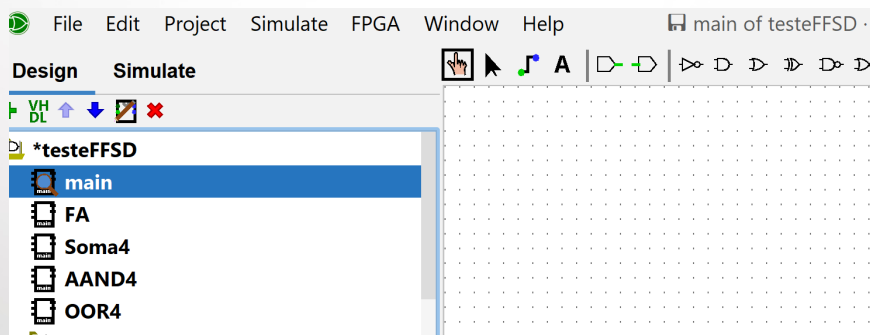 File Edit Project Simulate FPGA Window Help main of testeFFSD ·
Design Simulate
A
VH
DL
*testeFFSD
main
FA
Soma4
AAND4
OOR4